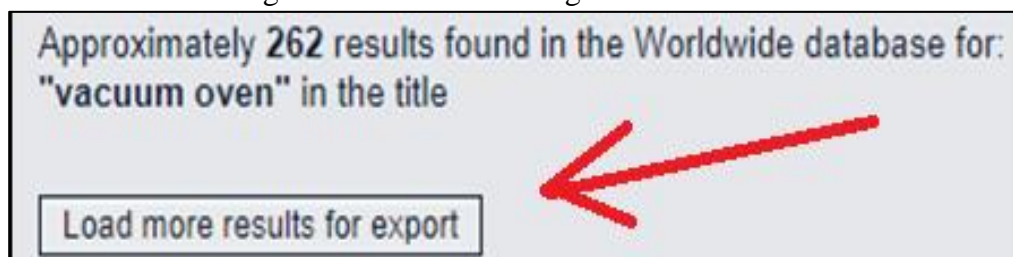 Approximately 262 results found in the Worldwide database for:
"vacuum oven" in the title
Load more results for export